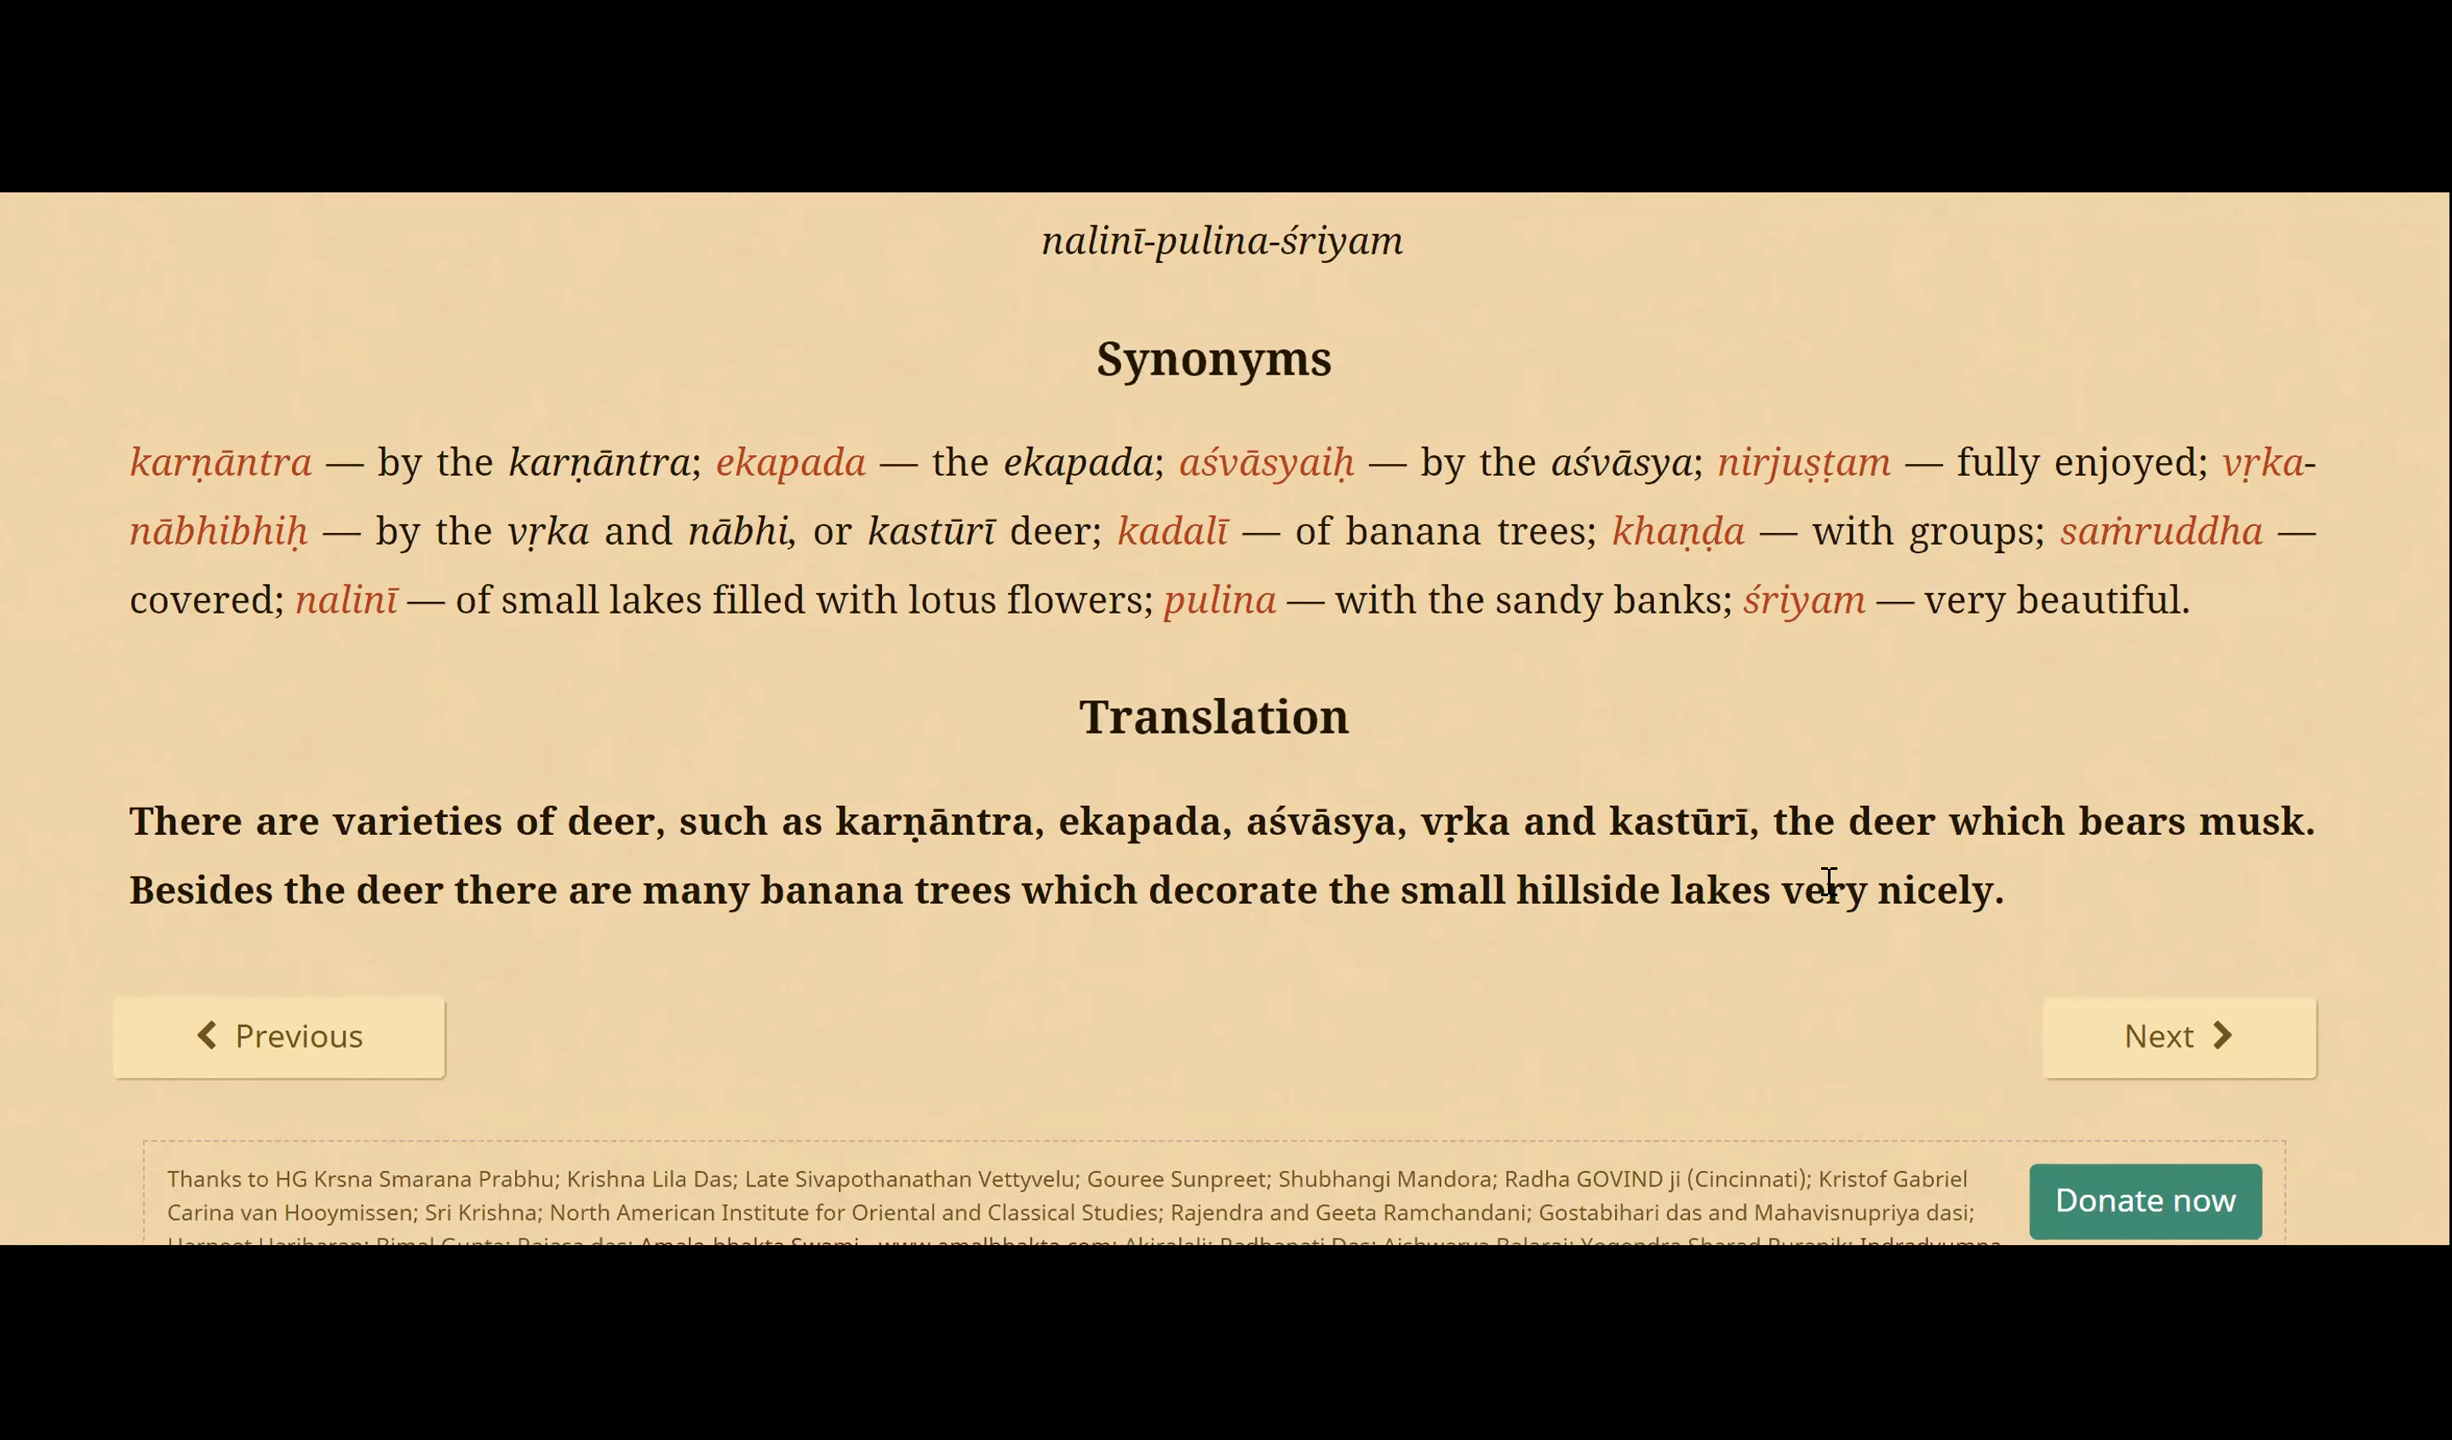 nalinī-pulina-śriyam
Synonyms
karṇāntra — by the karṇāntra; ekapada — the ekapada; aśvāsyaiḥ — by the aśvāsya; nirjuṣṭam — fully enjoyed; vṛka-
nābhibhiḥ — by the vṛka and nābhi, or kastūrī deer; kadalī — of banana trees; khaṇḍa — with groups; saṁruddha —
covered; nalinī — of small lakes filled with lotus flowers; pulina — with the sandy banks; śriyam — very beautiful.
Translation
There are varieties of deer, such as karṇāntra, ekapada, aśvāsya, vṛka and kastūrī, the deer which bears musk.
Besides the deer there are many banana trees which decorate the small hillside lakes very nicely.
Previous
Next
Thanks to HG Krsna Smarana Prabhu; Krishna Lila Das; Late Sivapothanathan Vettyvelu; Gouree Sunpreet; Shubhangi Mandora; Radha GOVIND ji (Cincinnati); Kristof Gabriel
Carina van Hooymissen; Sri Krishna; North American Institute for Oriental and Classical Studies; Rajendra and Geeta Ramchandani; Gostabihari das and Mahavisnupriya dasi;
Donate now